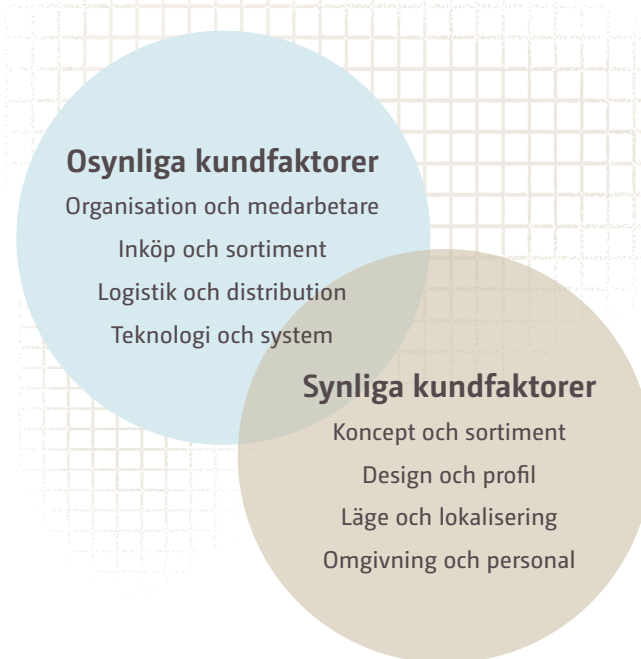 Osynliga kundfaktorer
Organisation och medarbetare
Inköp och sortiment
Logistik och distribution
Teknologi och system
Synliga kundfaktorer
Koncept och sortiment
Design och profil
Läge och lokalisering
Omgivning och personal